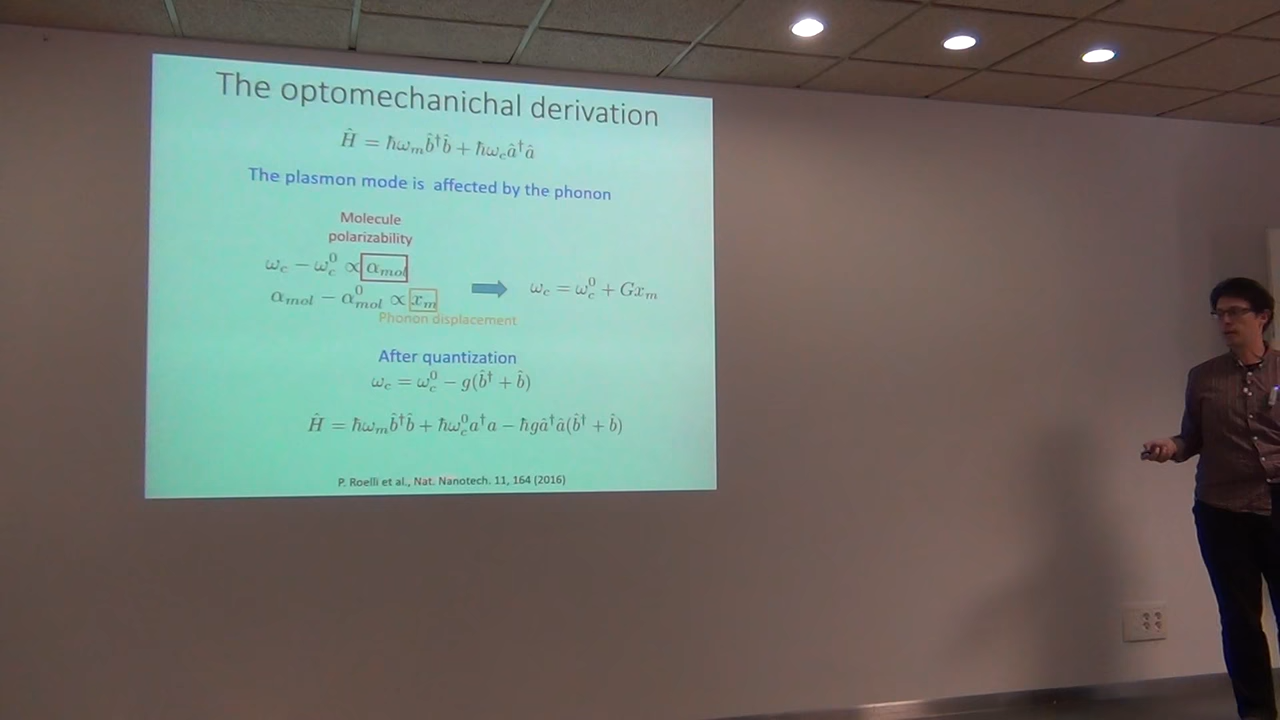 The optomechanichal derivation
Ĥ = ħω_m b̂†b̂ + ħω_c â†â
The plasmon mode is affected by the phonon
Molecule
polarizability
ω_c − ω_c^0 ∝ α_mol
α_mol − α_mol^0 ∝ x_m
ω_c = ω_c^0 + Gx_m
Phonon displacement
After quantization
ω_c = ω_c^0 − g(b̂† + b̂)
Ĥ = ħω_m b̂†b̂ + ħω_c^0 a†a − ħgâ†â(b̂† + b̂)
P. Roelli et al., Nat. Nanotech. 11, 164 (2016)